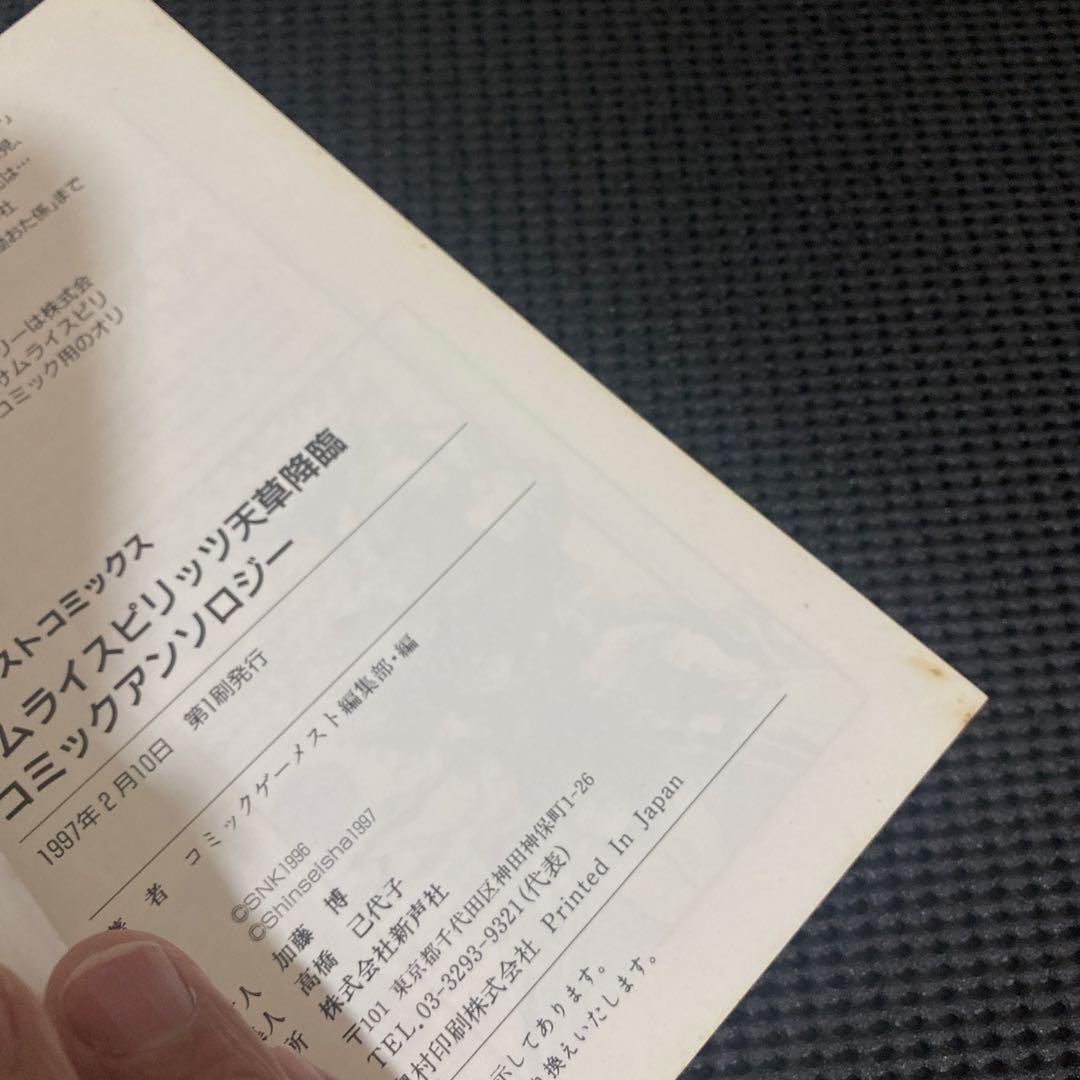 見
は…
社
係」まで
リーは株式会
サムライスピリ
コミック用のオリ
ストコミックス
ムライスピリッツ天草降臨
コミックアンソロジー
1997年2月10日 第1刷発行
著者 コミックゲーメスト編集部・編
©SNK1996
©Shinseisha1997
人 加藤 博
人 高橋 己代子
所 株式会社新声社
〒101 東京都千代田区神田神保町1-26
TEL.03-3293-9321(代表)
村印刷株式会社 Printed In Japan
示してあります。
換えいたします。